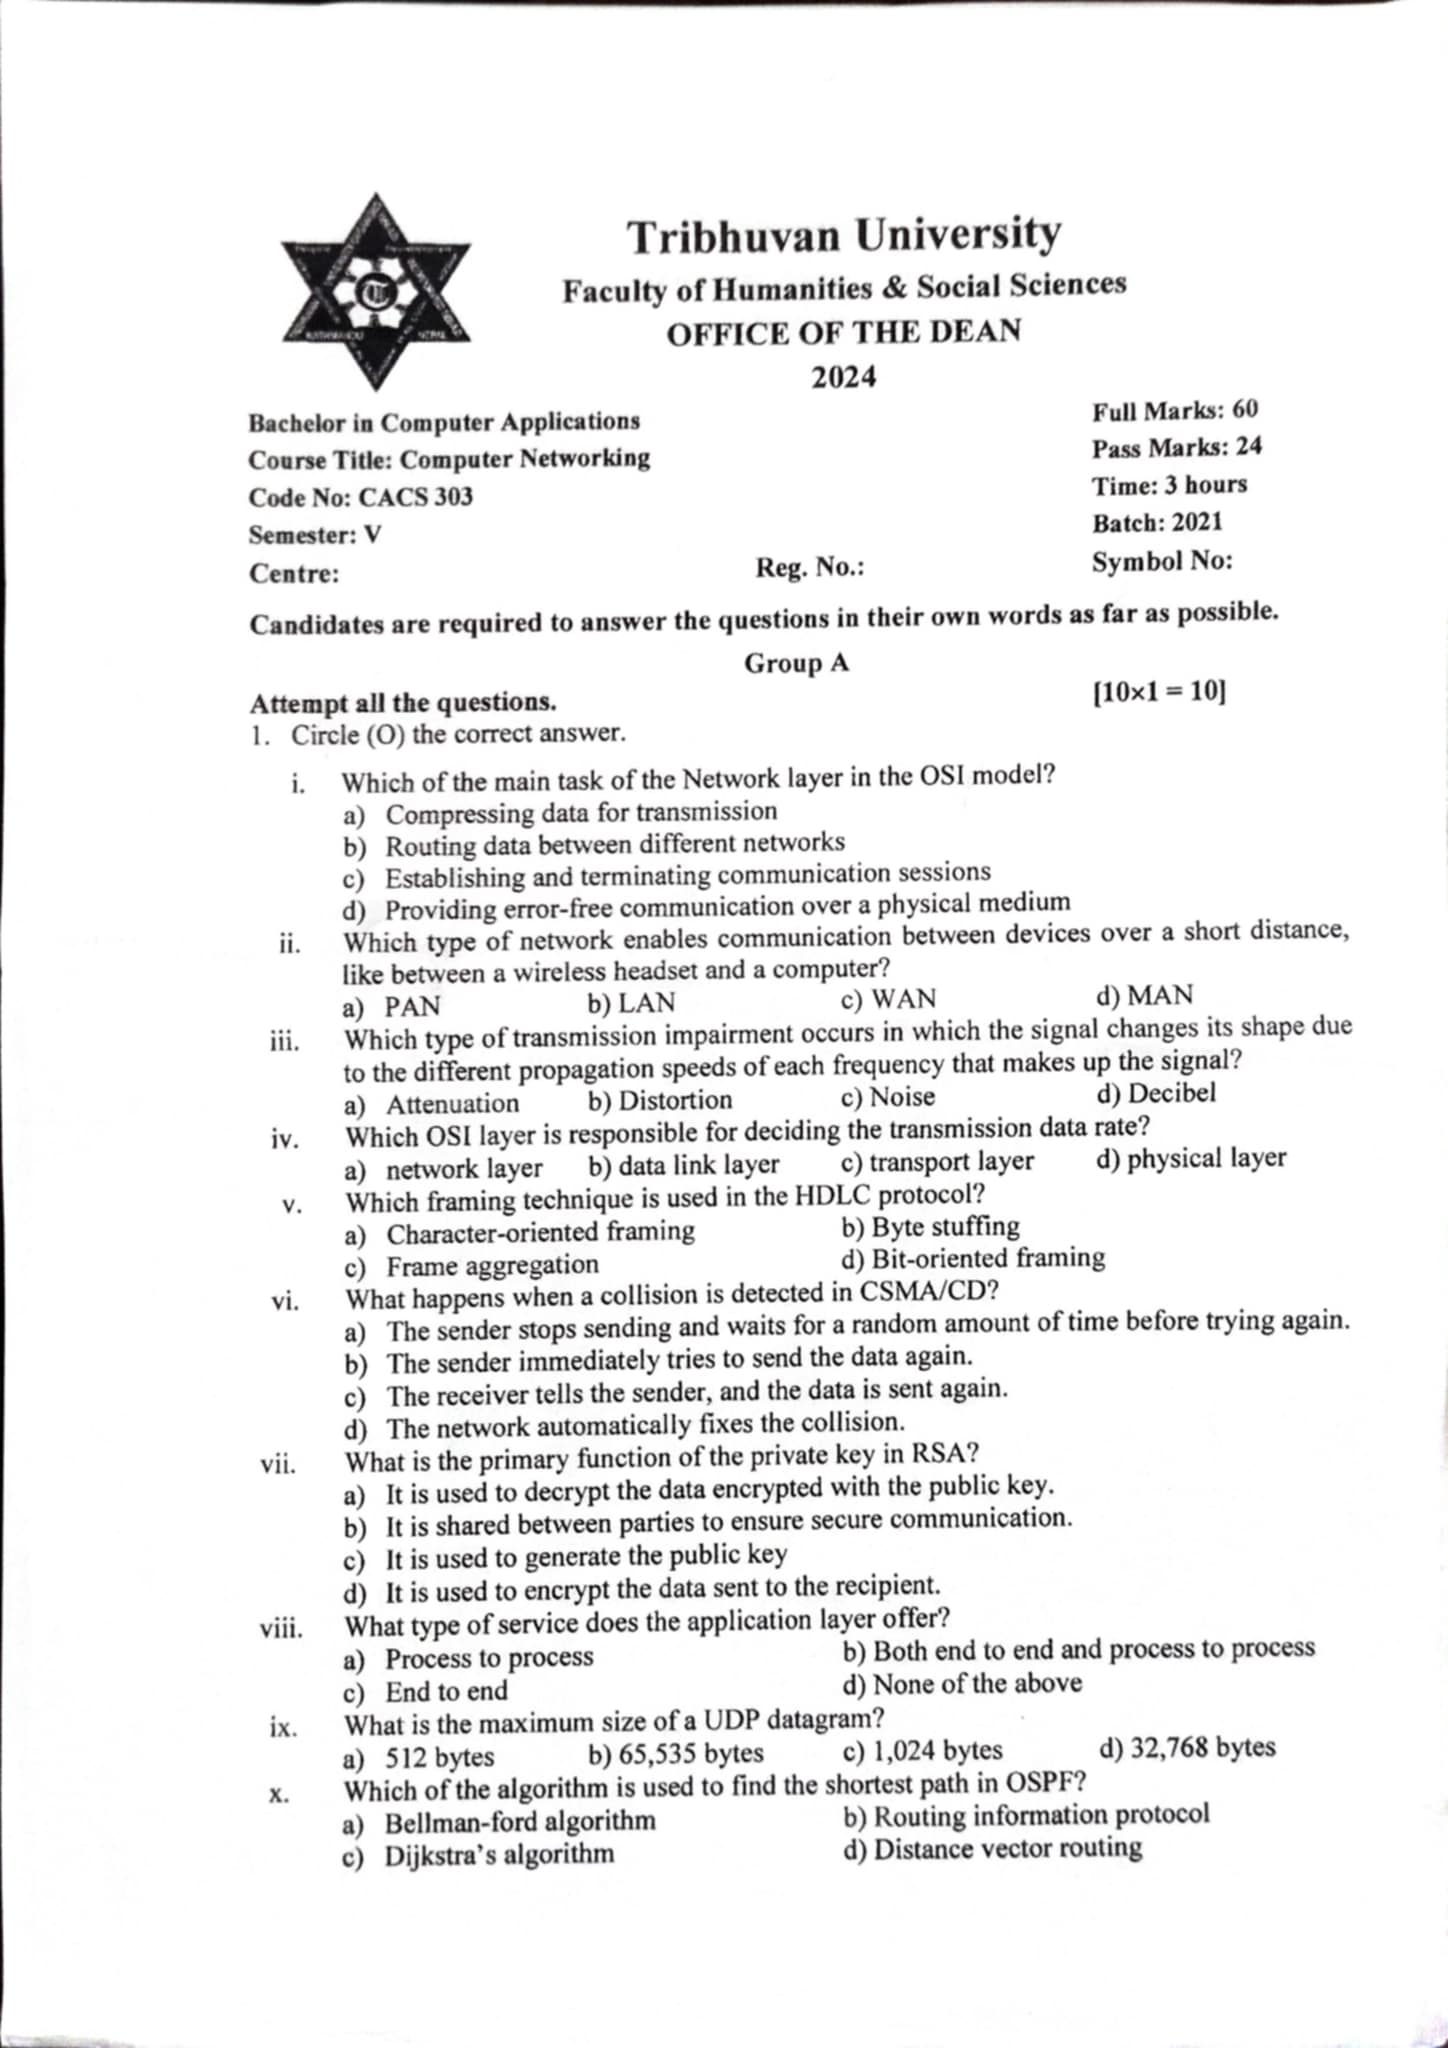 Tribhuvan University
Faculty of Humanities & Social Sciences
OFFICE OF THE DEAN
2024
Bachelor in Computer Applications
Full Marks: 60
Course Title: Computer Networking
Pass Marks: 24
Code No: CACS 303
Time: 3 hours
Semester: V
Batch: 2021
Centre:
Reg. No.:
Symbol No:
Candidates are required to answer the questions in their own words as far as possible.
Group A
Attempt all the questions. [10×1 = 10]
1. Circle (O) the correct answer.
i. Which of the main task of the Network layer in the OSI model?
a) Compressing data for transmission
b) Routing data between different networks
c) Establishing and terminating communication sessions
d) Providing error-free communication over a physical medium
ii. Which type of network enables communication between devices over a short distance,
like between a wireless headset and a computer?
a) PAN b) LAN c) WAN d) MAN
iii. Which type of transmission impairment occurs in which the signal changes its shape due
to the different propagation speeds of each frequency that makes up the signal?
a) Attenuation b) Distortion c) Noise d) Decibel
iv. Which OSI layer is responsible for deciding the transmission data rate?
a) network layer b) data link layer c) transport layer d) physical layer
v. Which framing technique is used in the HDLC protocol?
a) Character-oriented framing b) Byte stuffing
c) Frame aggregation d) Bit-oriented framing
vi. What happens when a collision is detected in CSMA/CD?
a) The sender stops sending and waits for a random amount of time before trying again.
b) The sender immediately tries to send the data again.
c) The receiver tells the sender, and the data is sent again.
d) The network automatically fixes the collision.
vii. What is the primary function of the private key in RSA?
a) It is used to decrypt the data encrypted with the public key.
b) It is shared between parties to ensure secure communication.
c) It is used to generate the public key
d) It is used to encrypt the data sent to the recipient.
viii. What type of service does the application layer offer?
a) Process to process b) Both end to end and process to process
c) End to end d) None of the above
ix. What is the maximum size of a UDP datagram?
a) 512 bytes b) 65,535 bytes c) 1,024 bytes d) 32,768 bytes
x. Which of the algorithm is used to find the shortest path in OSPF?
a) Bellman-ford algorithm b) Routing information protocol
c) Dijkstra's algorithm d) Distance vector routing